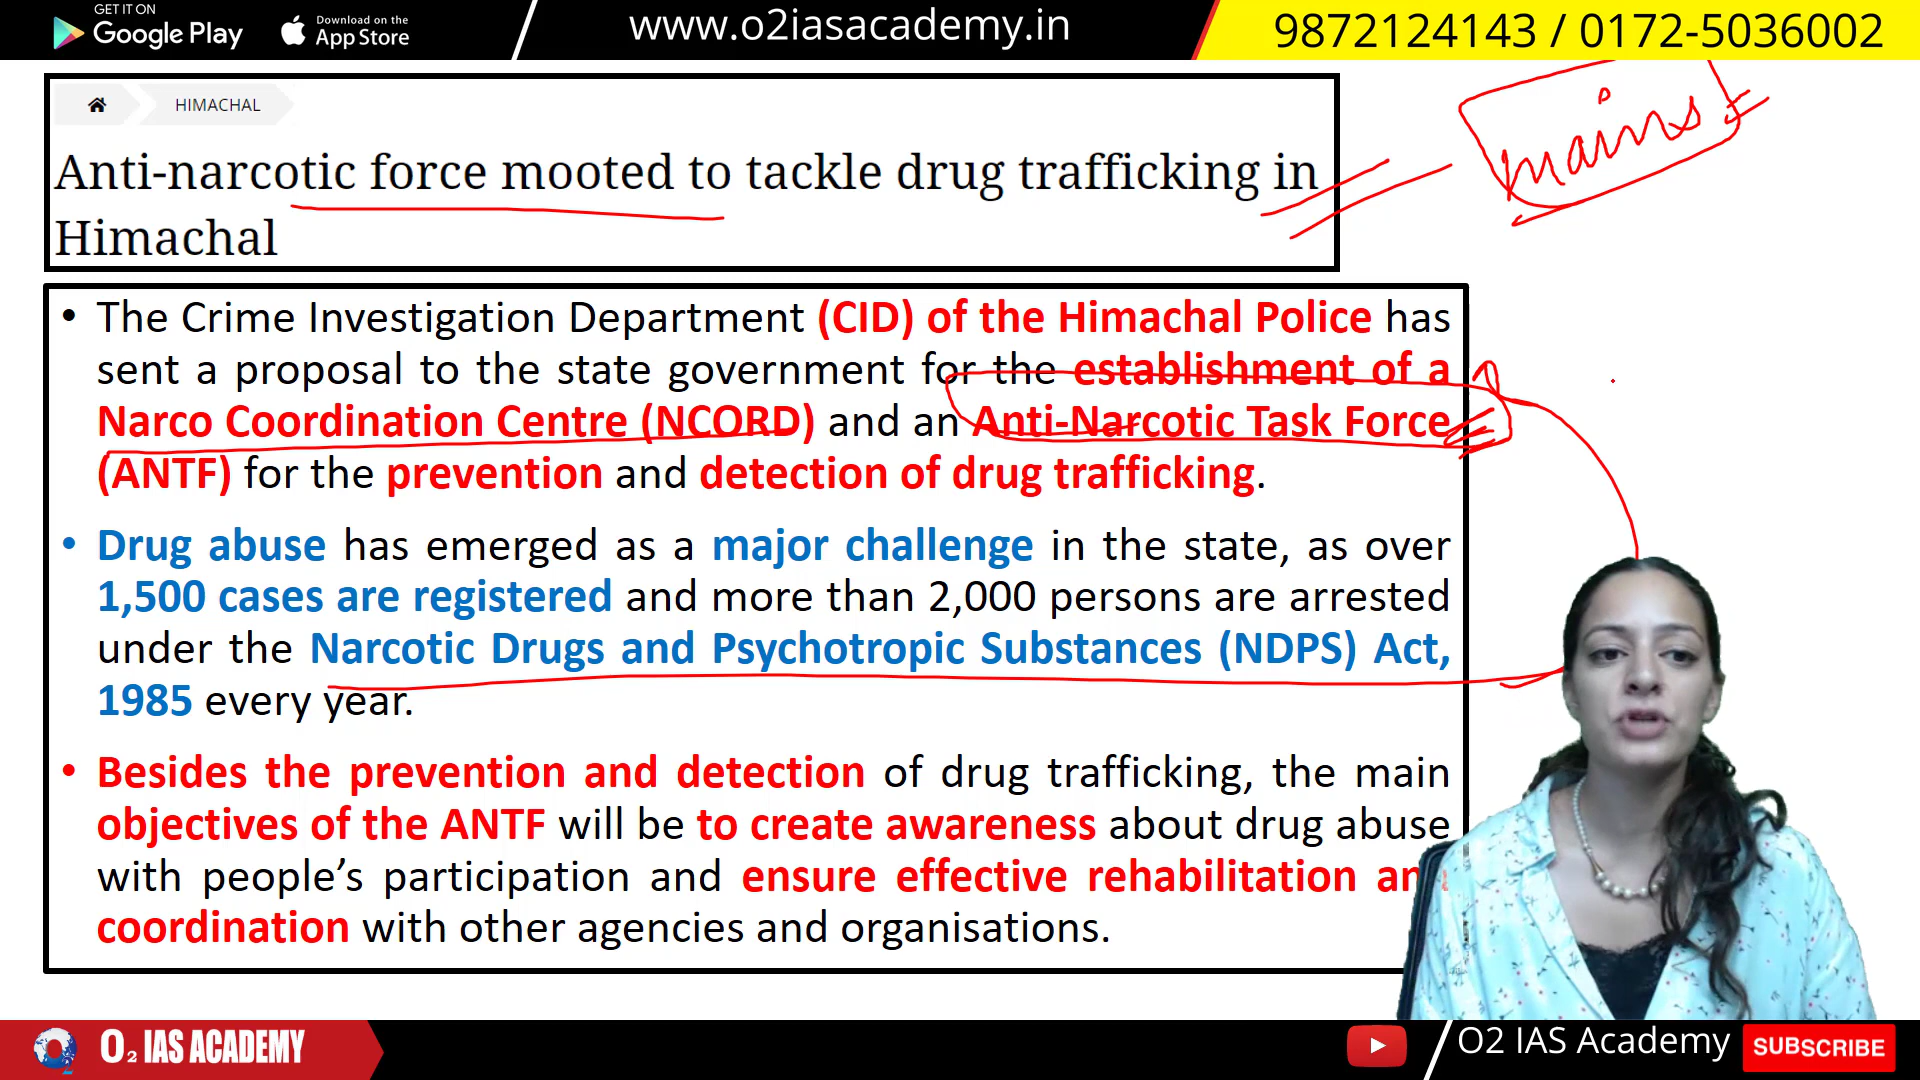 GET IT ON
Google Play
Download on the
App Store
www.o2iasacademy.in
9872124143 / 0172-5036002
HIMACHAL
mains
Anti-narcotic force mooted to tackle drug trafficking in
Himachal
• The Crime Investigation Department (CID) of the Himachal Police has
sent a proposal to the state government for the establishment of a
Narco Coordination Centre (NCORD) and an Anti-Narcotic Task Force
(ANTF) for the prevention and detection of drug trafficking.
• Drug abuse has emerged as a major challenge in the state, as over
1,500 cases are registered and more than 2,000 persons are arrested
under the Narcotic Drugs and Psychotropic Substances (NDPS) Act,
1985 every year.
• Besides the prevention and detection of drug trafficking, the main
objectives of the ANTF will be to create awareness about drug abuse
with people’s participation and ensure effective rehabilitation and
coordination with other agencies and organisations.
O2 IAS ACADEMY
O2 IAS Academy
SUBSCRIBE